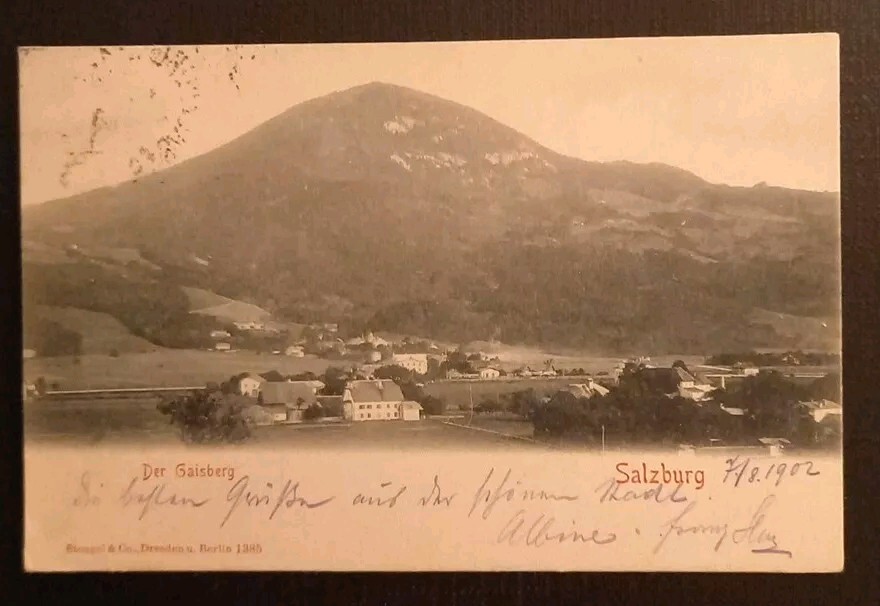 Der Gaisberg
Salzburg 7/8. 1902
die besten Grüße aus der schönen Stadt.
Albine. Franz
Stengel & Co., Dresden u. Berlin 1385